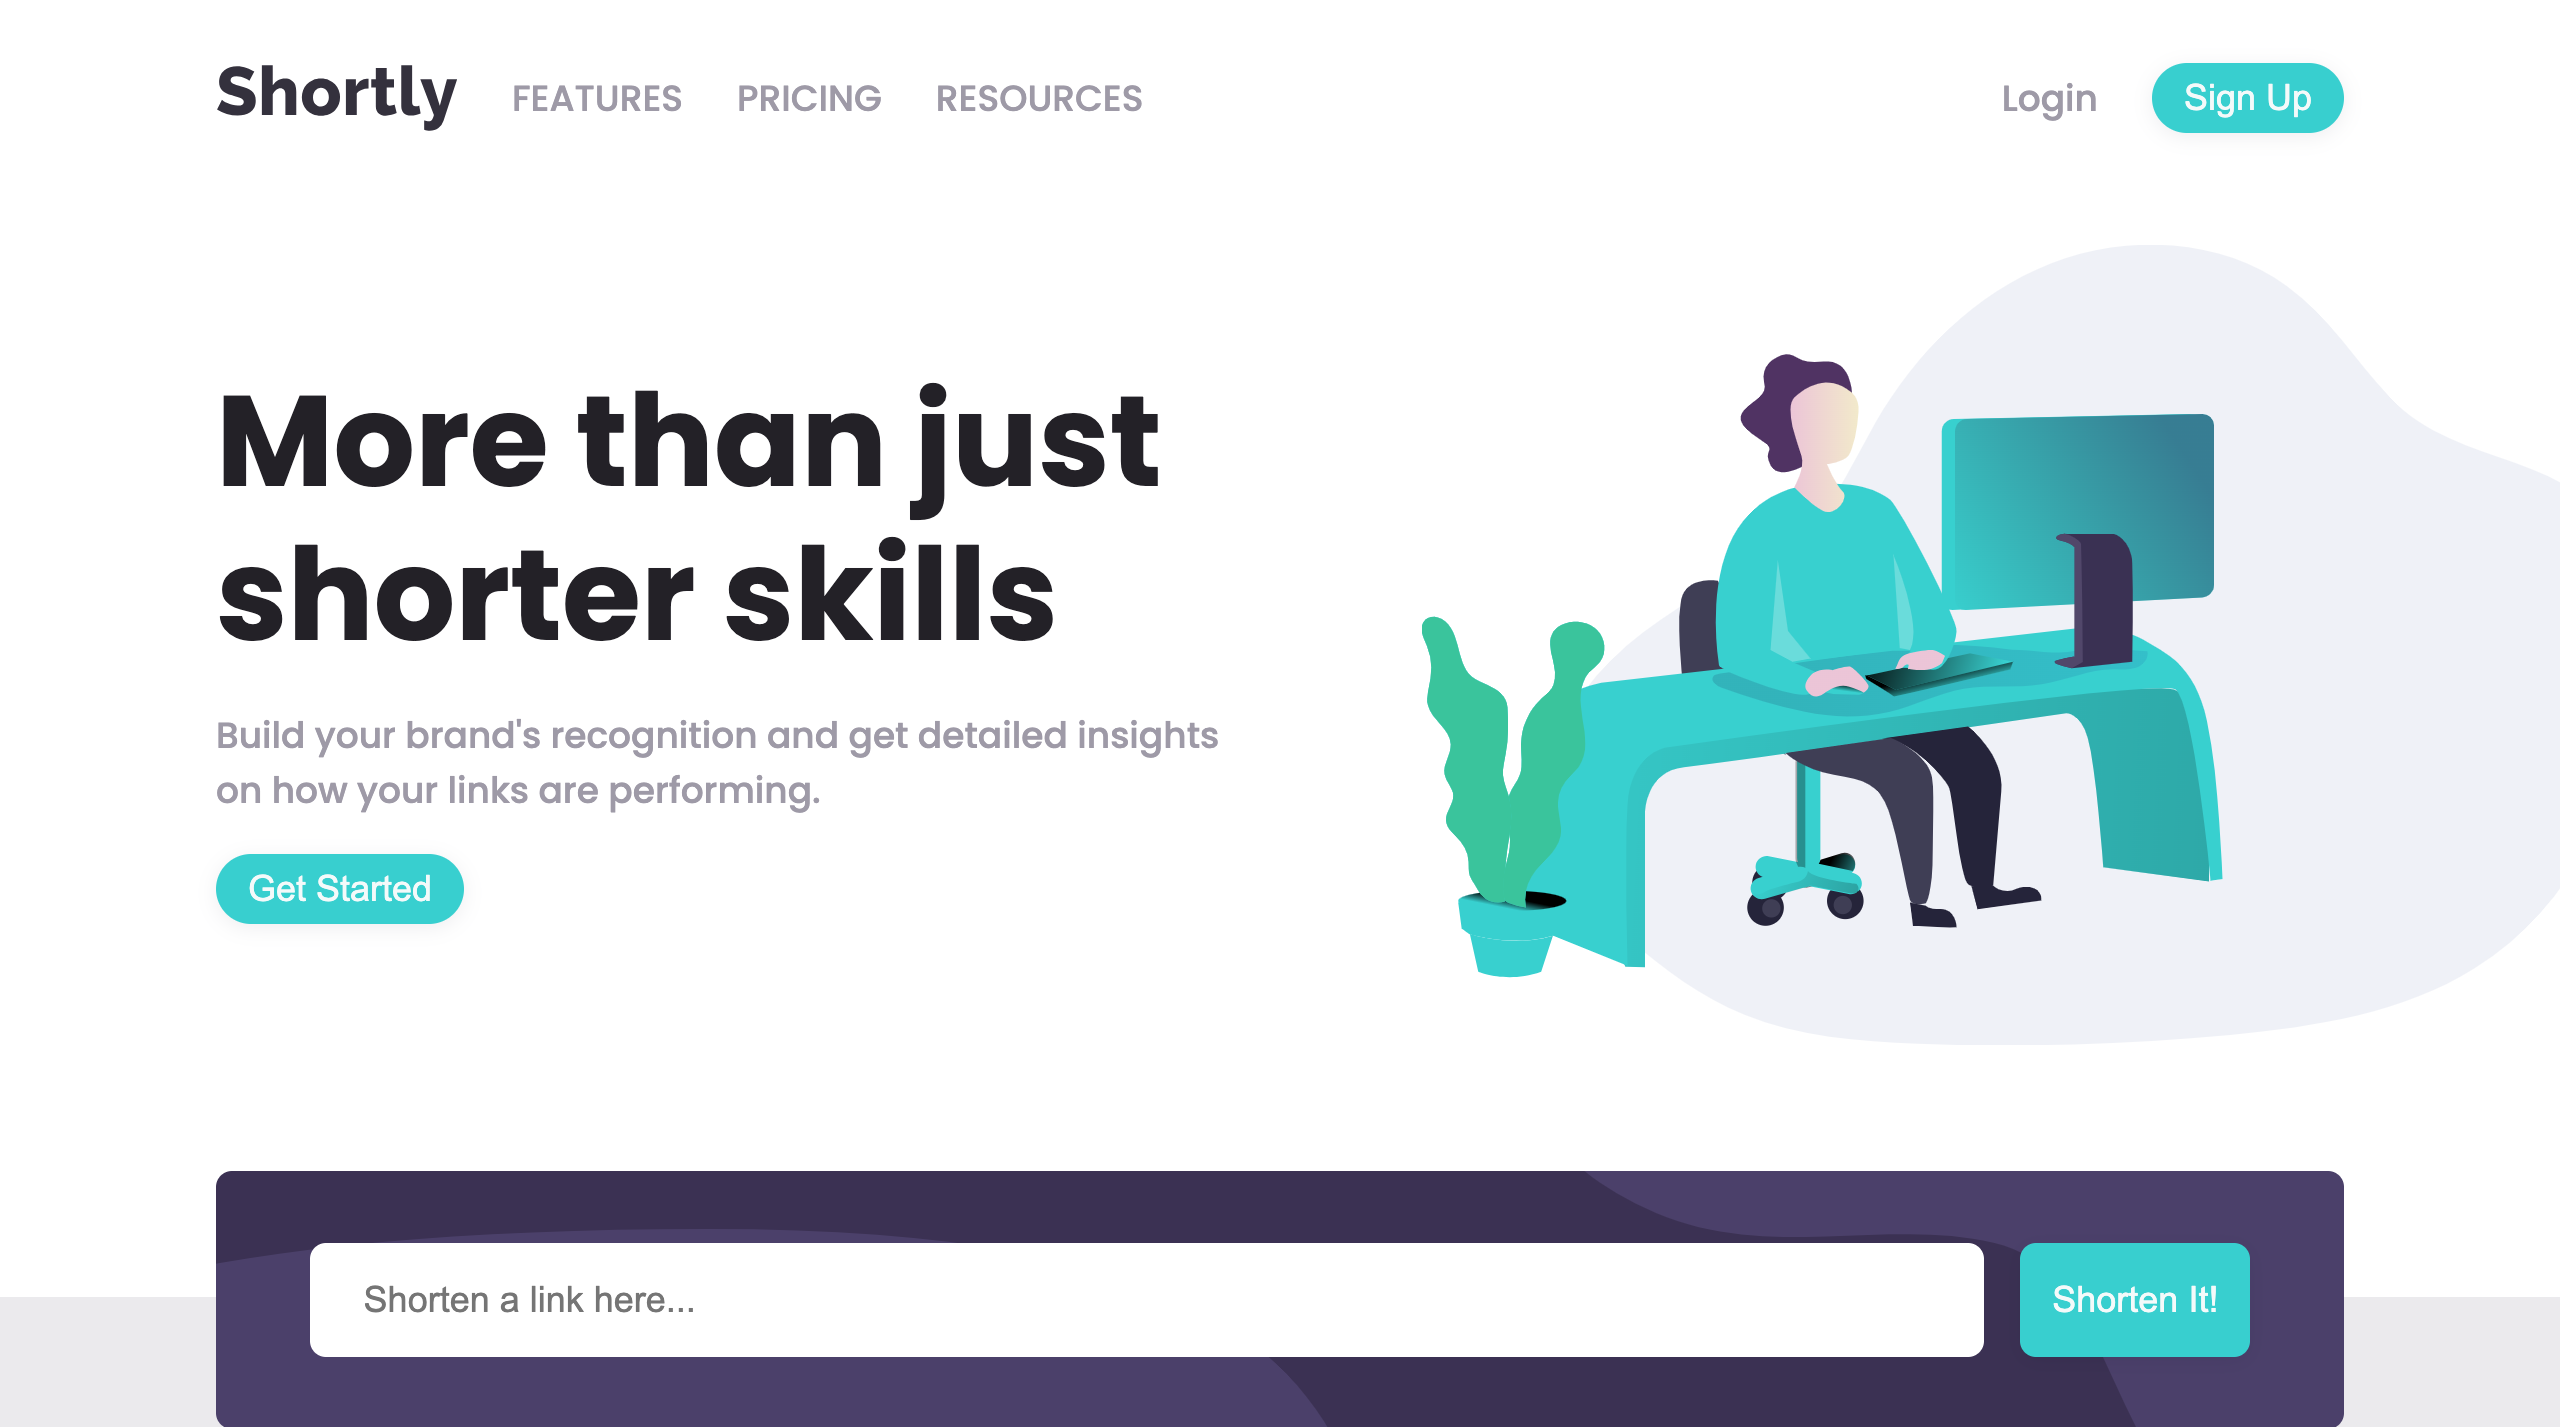 Shortly FEATURES PRICING RESOURCES Login Sign Up
More than just
shorter skills
Build your brand's recognition and get detailed insights
on how your links are performing.
Get Started
Shorten a link here... Shorten It!